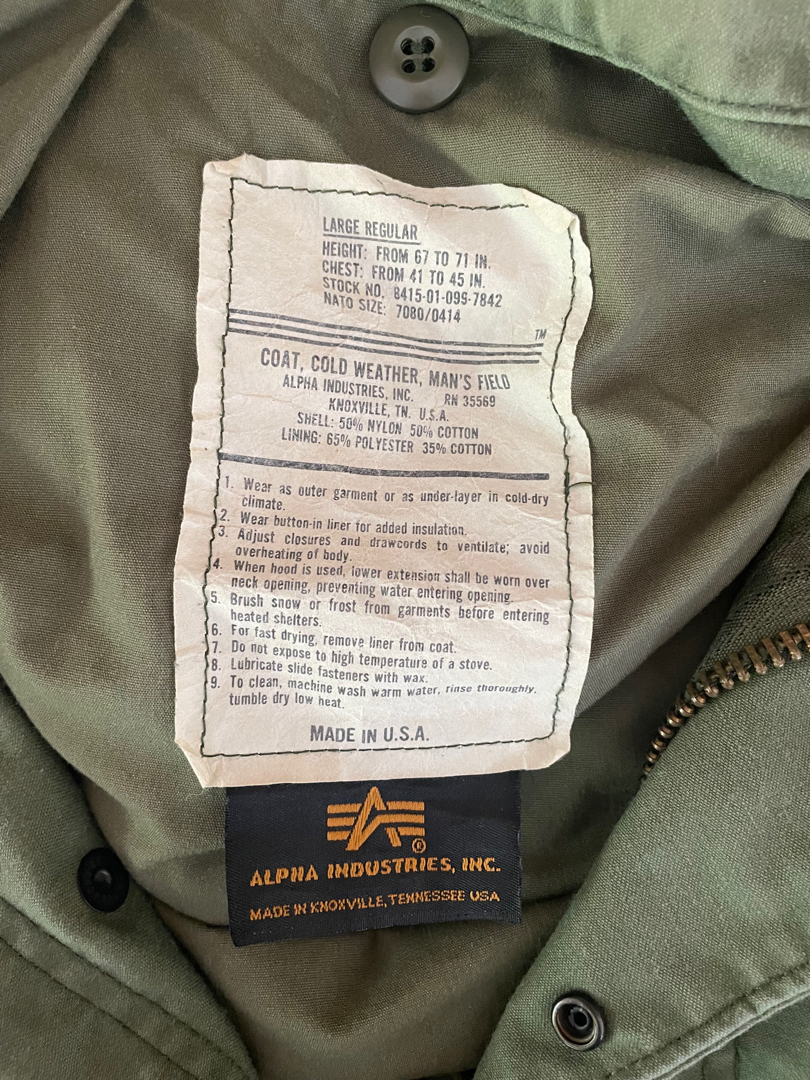 LARGE REGULAR
HEIGHT: FROM 67 TO 71 IN.
CHEST: FROM 41 TO 45 IN.
STOCK NO. 8415-01-099-7842
NATO SIZE: 7080/0414
TM
COAT, COLD WEATHER, MAN'S FIELD
ALPHA INDUSTRIES, INC. RN 35569
KNOXVILLE, TN. U.S.A.
SHELL: 50% NYLON 50% COTTON
LINING: 65% POLYESTER 35% COTTON
1. Wear as outer garment or as under-layer in cold-dry
climate.
2. Wear button-in liner for added insulation.
3. Adjust closures and drawcords to ventilate; avoid
overheating of body.
4. When hood is used, lower extension shall be worn over
neck opening, preventing water entering opening.
5. Brush snow or frost from garments before entering
heated shelters.
6. For fast drying, remove liner from coat.
7. Do not expose to high temperature of a stove.
8. Lubricate slide fasteners with wax.
9. To clean, machine wash warm water, rinse thoroughly,
tumble dry low heat.
MADE IN U.S.A.
®
ALPHA INDUSTRIES, INC.
MADE IN KNOXVILLE, TENNESSEE USA